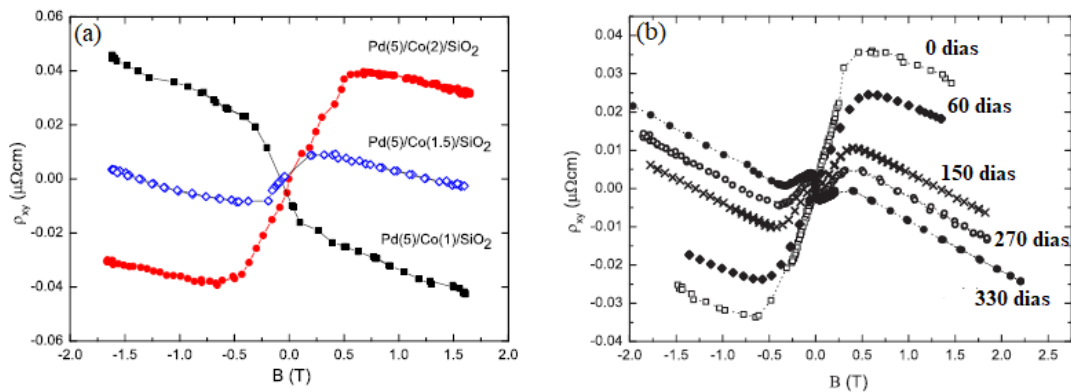 (a)
Pd(5)/Co(2)/SiO₂
Pd(5)/Co(1.5)/SiO₂
Pd(5)/Co(1)/SiO₂
0.06
0.04
0.02
0.00
-0.02
-0.04
-0.06
ρxy (μΩcm)
-2.0 -1.5 -1.0 -0.5 0.0 0.5 1.0 1.5 2.0
B (T)
(b)
0 dias
60 dias
150 dias
270 dias
330 dias
0.04
0.03
0.02
0.01
0.00
-0.01
-0.02
-0.03
-0.04
ρxy (μΩcm)
-2.0 -1.5 -1.0 -0.5 0.0 0.5 1.0 1.5 2.0
B (T)